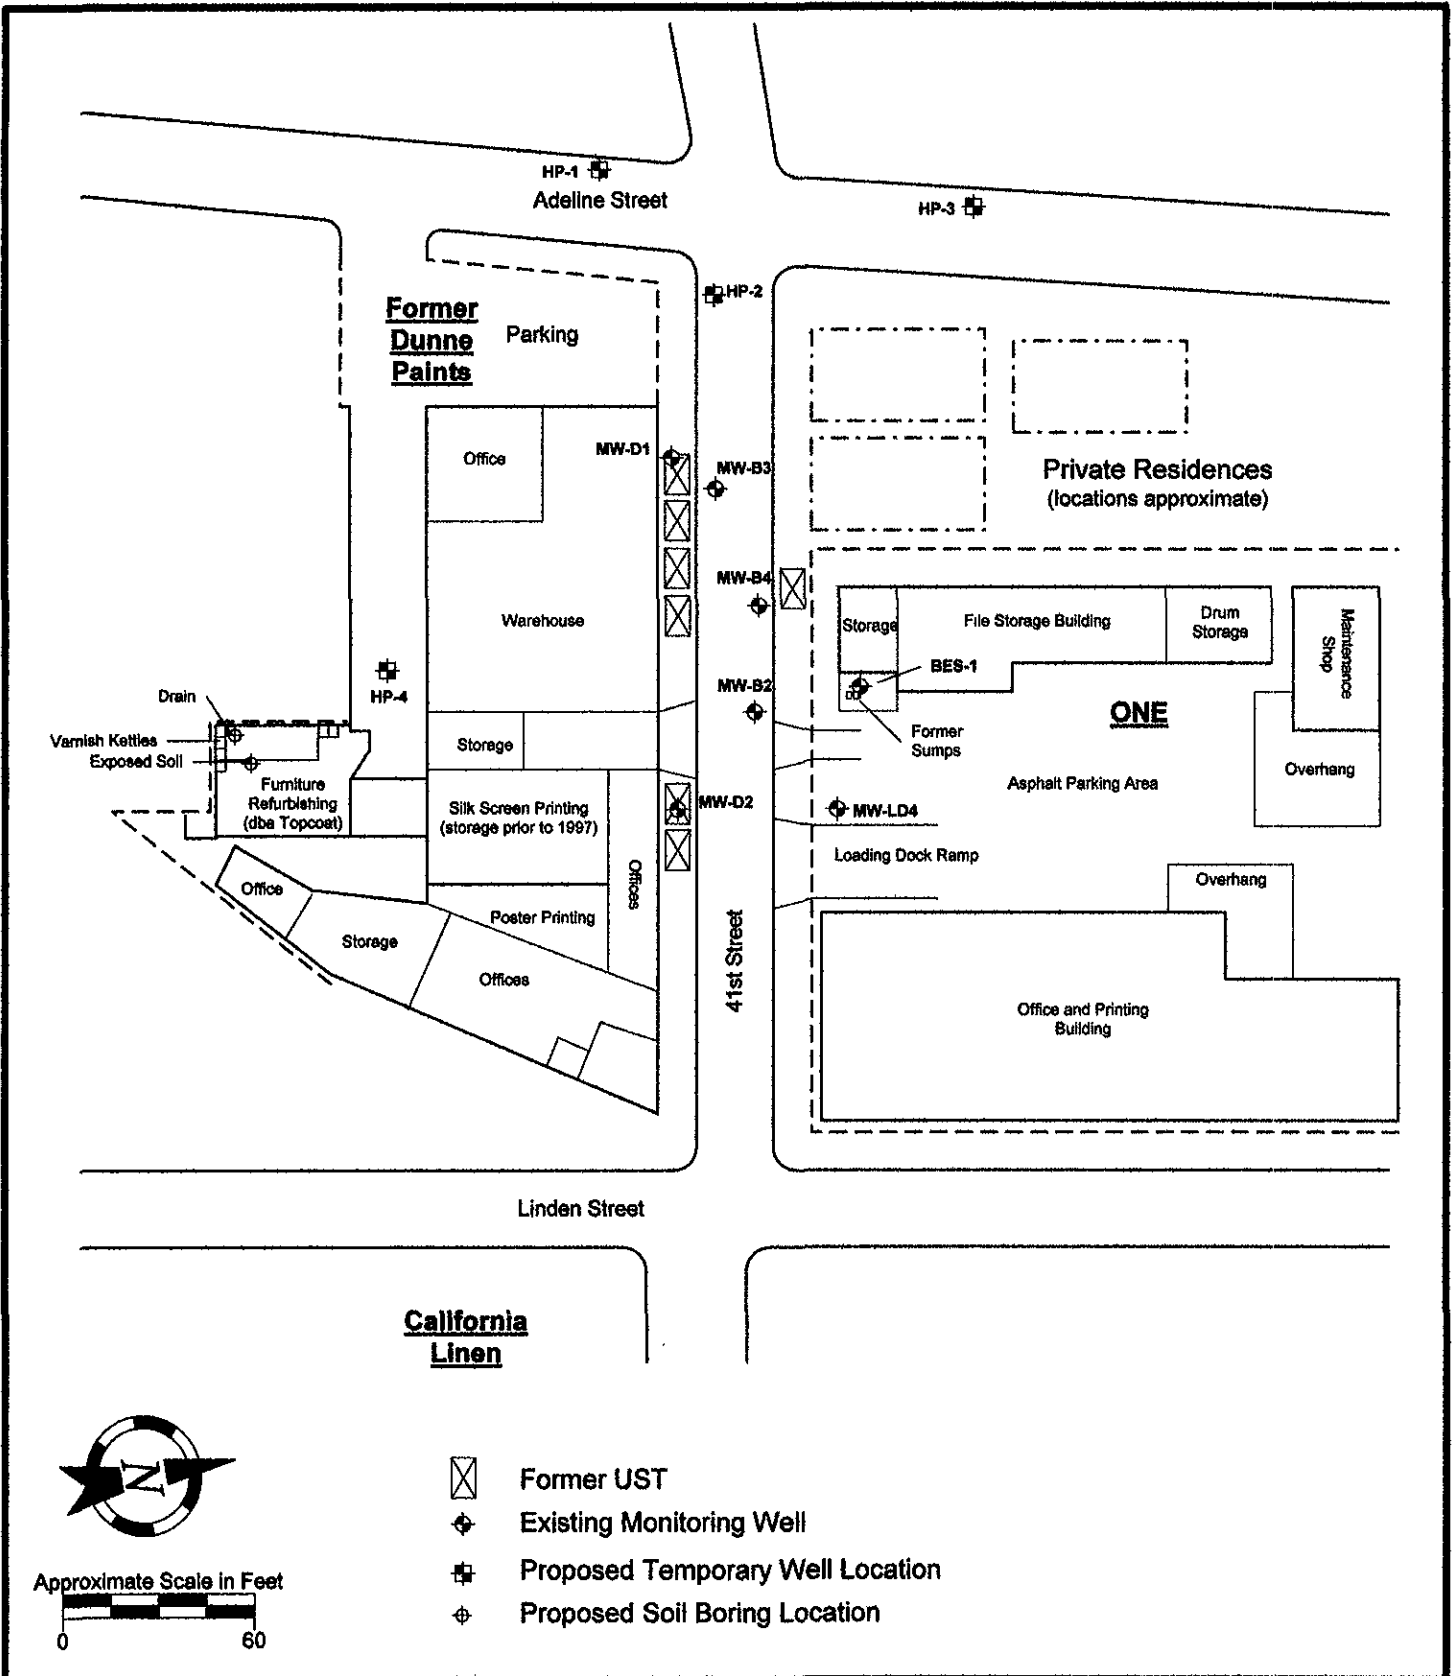 HP-1
Adeline Street
HP-3
HP-2
Former
Dunne
Paints
Parking
Office
MW-D1
MW-B3
Private Residences
(locations approximate)
MW-B4
Warehouse
Storage
File Storage Building
Drum
Storage
Maintenance
Shop
BES-1
HP-4
MW-B2
Drain
Varnish Kettles
Exposed Soil
Storage
Former
Sumps
ONE
Overhang
Asphalt Parking Area
Furniture
Refurbishing
(dba Topcoat)
Silk Screen Printing
(storage prior to 1997)
MW-D2
MW-LD4
Loading Dock Ramp
Offices
Office
Overhang
Poster Printing
Storage
Offices
41st Street
Office and Printing
Building
Linden Street
California
Linen
N
Former UST
Existing Monitoring Well
Proposed Temporary Well Location
Proposed Soil Boring Location
Approximate Scale in Feet
0 60